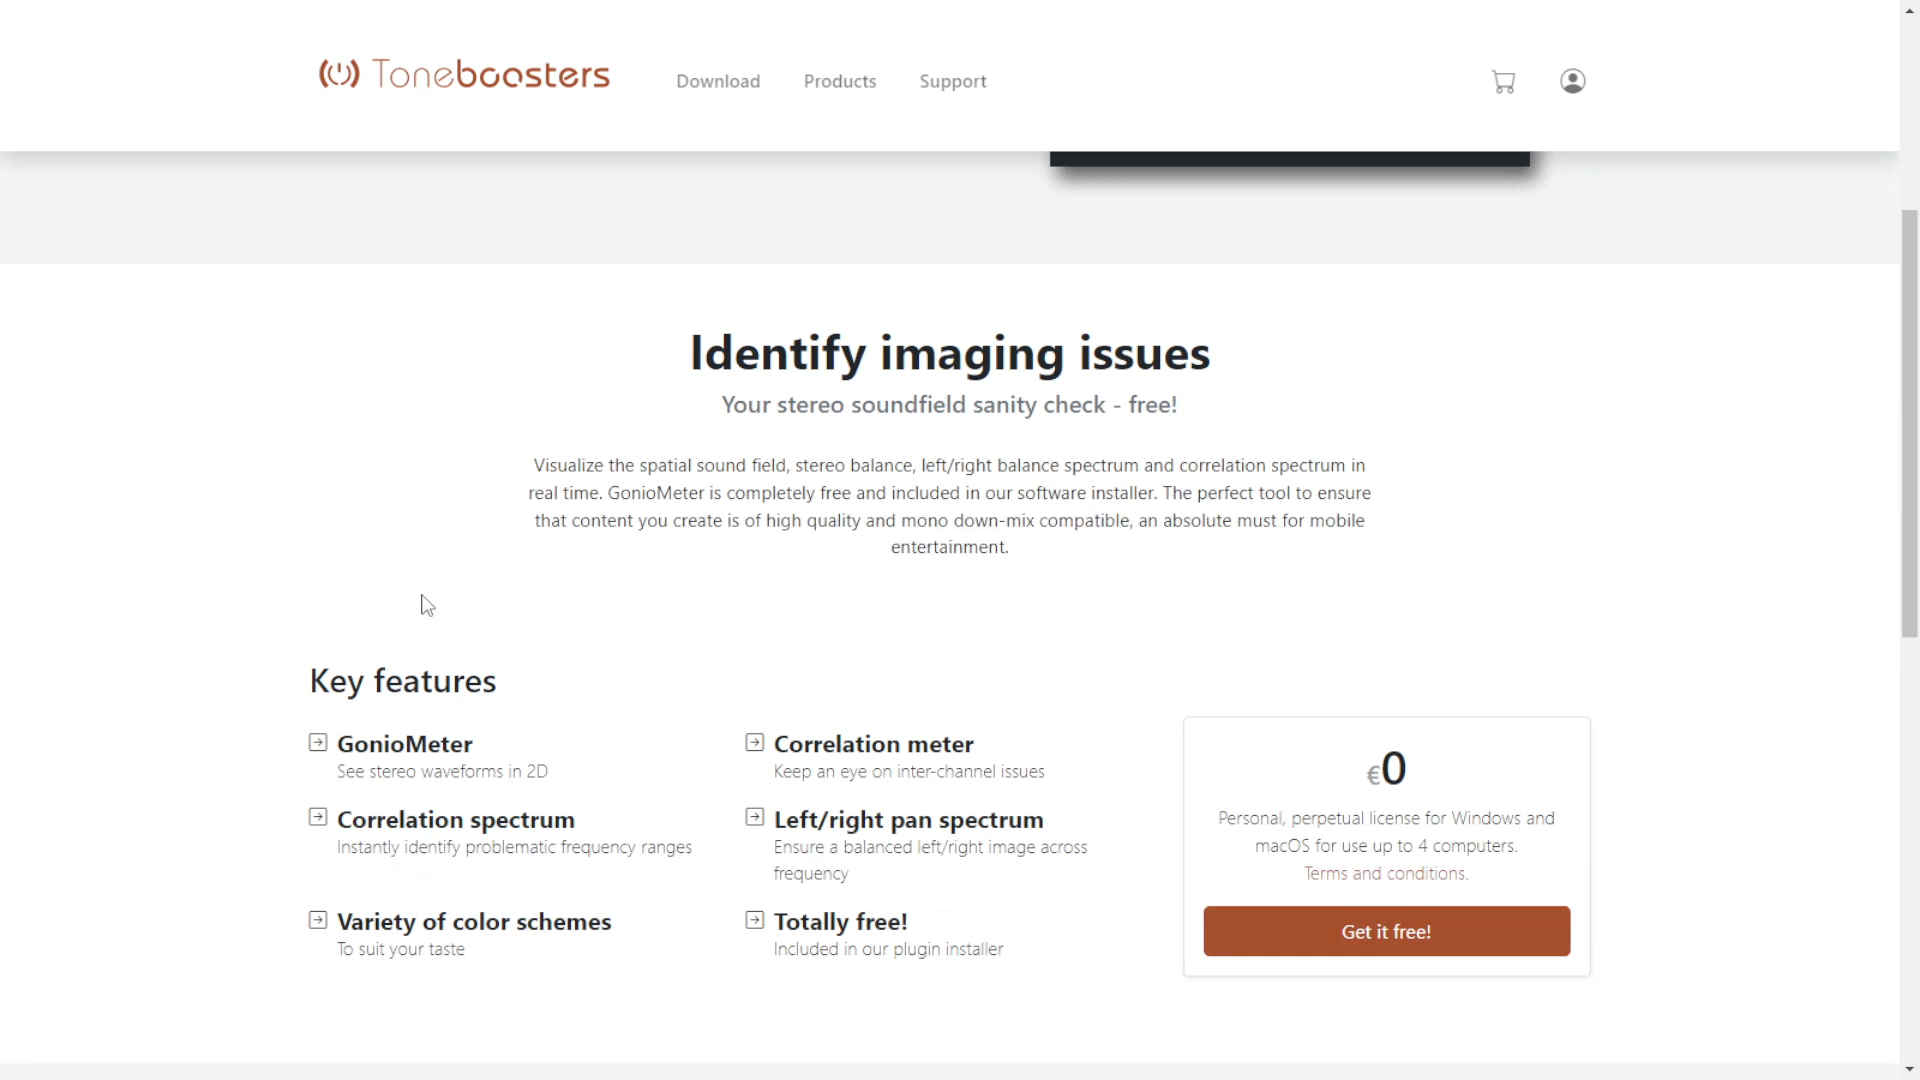 Toneboosters
Download
Products
Support
Identify imaging issues
Your stereo soundfield sanity check - free!
Visualize the spatial sound field, stereo balance, left/right balance spectrum and correlation spectrum in
real time. GonioMeter is completely free and included in our software installer. The perfect tool to ensure
that content you create is of high quality and mono down-mix compatible, an absolute must for mobile
entertainment.
Key features
GonioMeter
See stereo waveforms in 2D
Correlation meter
Keep an eye on inter-channel issues
Correlation spectrum
Instantly identify problematic frequency ranges
Left/right pan spectrum
Ensure a balanced left/right image across
frequency
Variety of color schemes
To suit your taste
Totally free!
Included in our plugin installer
€0
Personal, perpetual license for Windows and
macOS for use up to 4 computers.
Terms and conditions.
Get it free!